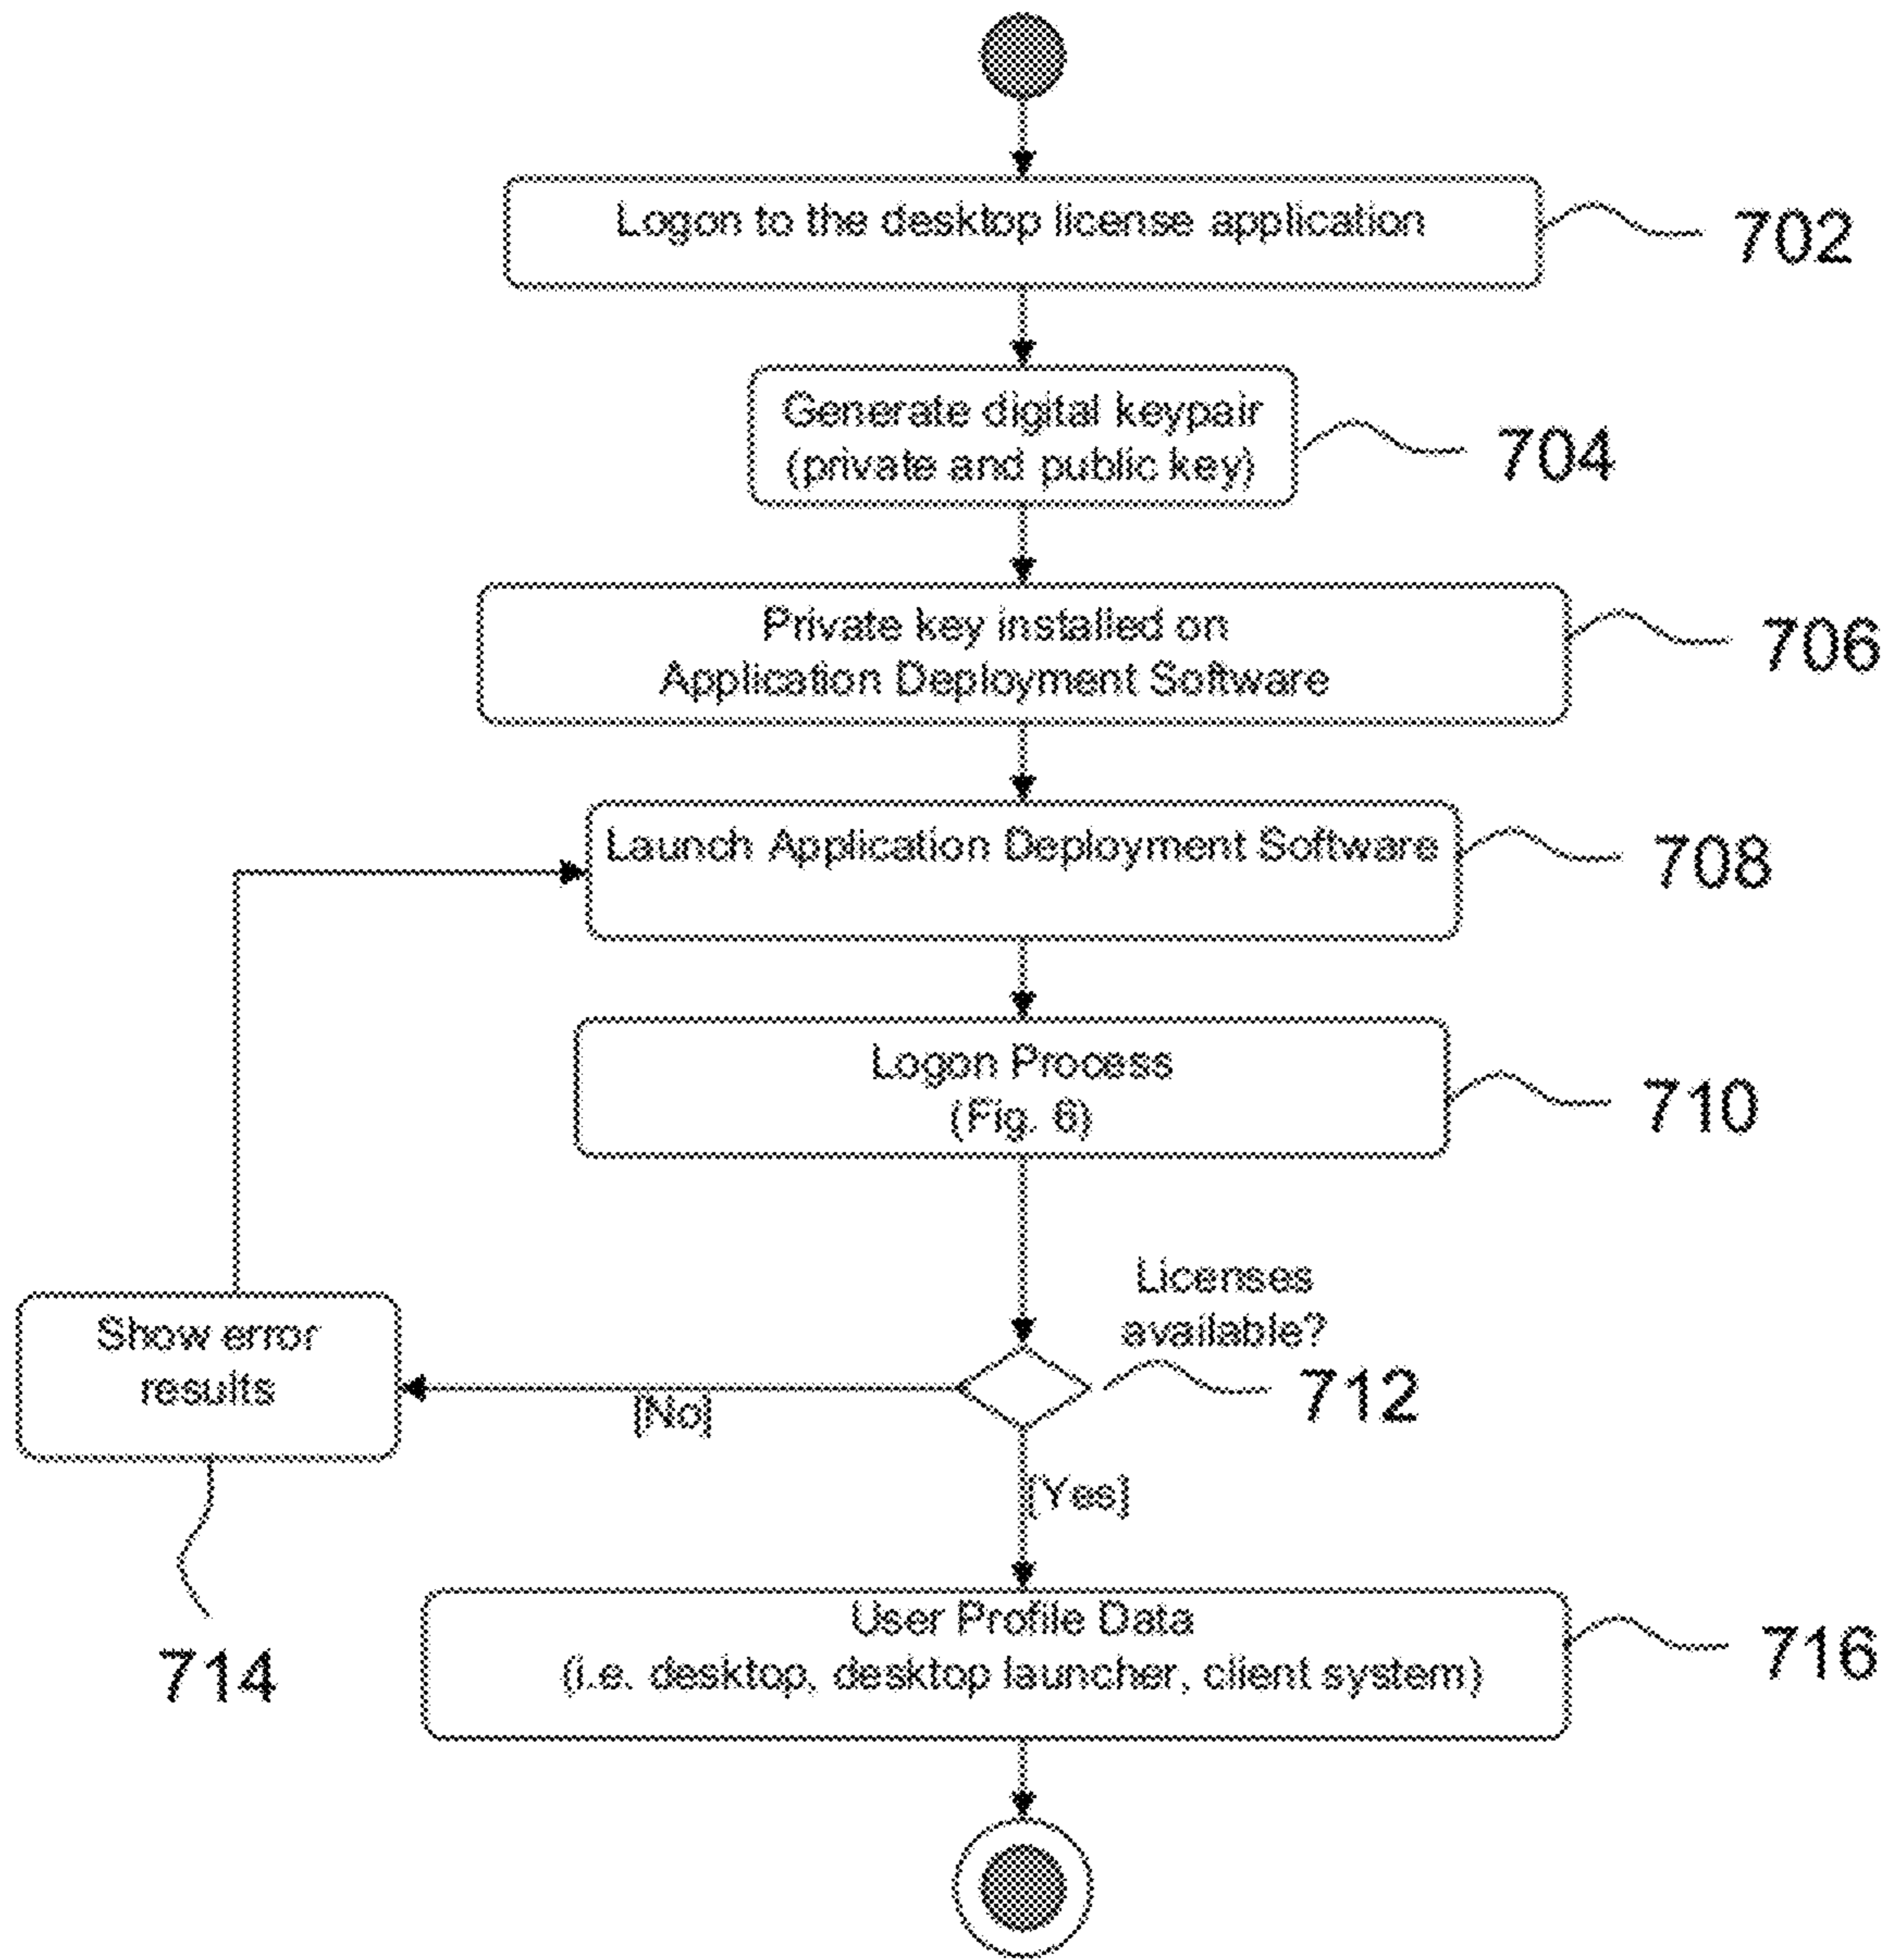 Logon to the desktop license application
702
Generate digital keypair
(private and public key)
704
Private key installed on
Application Deployment Software
706
Launch Application Deployment Software
708
Logon Process
(Fig. 6)
710
Licenses
available?
712
[No]
Show error
results
714
[Yes]
User Profile Data
(i.e. desktop, desktop launcher, client system)
716